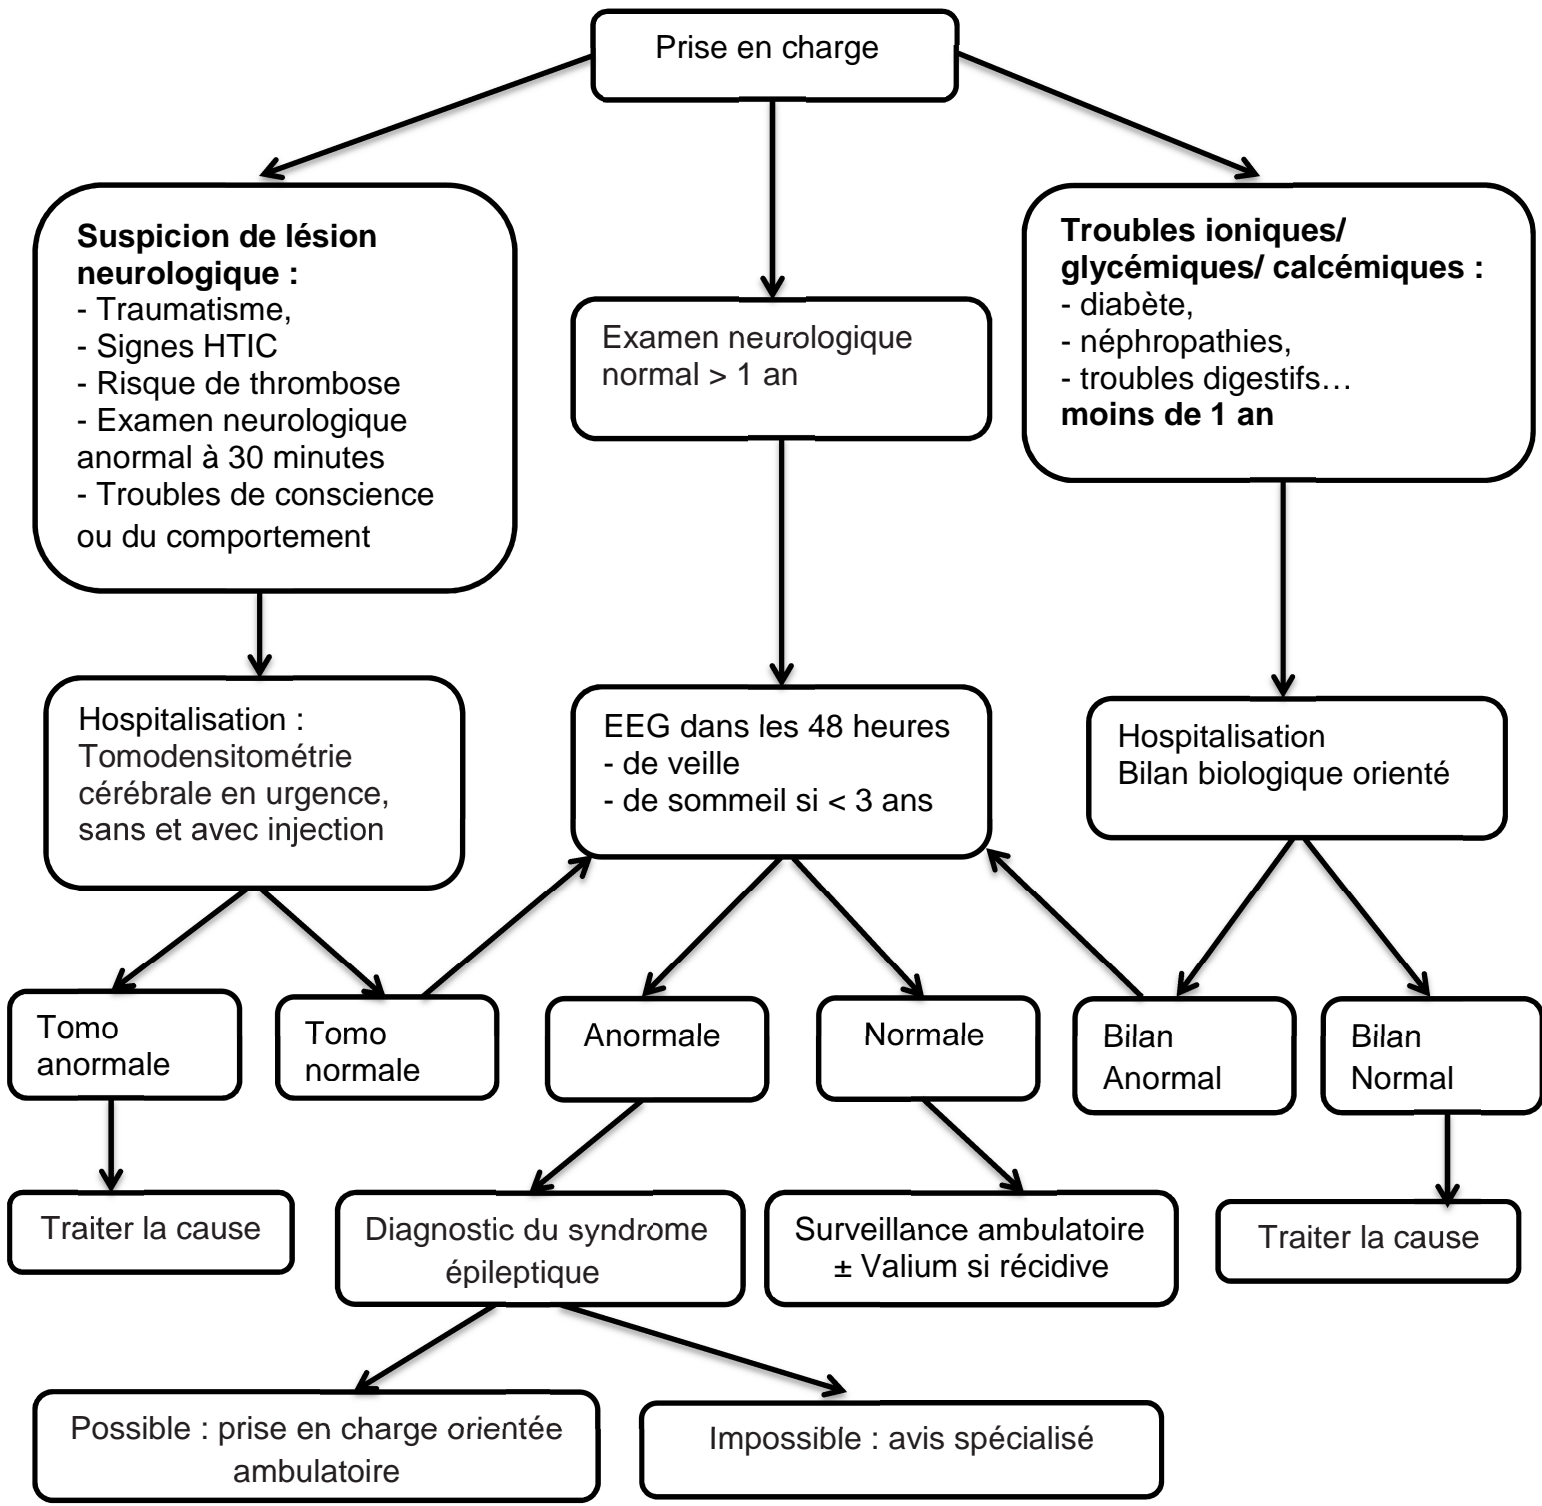 Prise en charge
Suspicion de lésion
neurologique :
- Traumatisme,
- Signes HTIC
- Risque de thrombose
- Examen neurologique
anormal à 30 minutes
- Troubles de conscience
ou du comportement
Examen neurologique
normal > 1 an
Troubles ioniques/
glycémiques/ calcémiques :
- diabète,
- néphropathies,
- troubles digestifs…
moins de 1 an
Hospitalisation :
Tomodensitométrie
cérébrale en urgence,
sans et avec injection
EEG dans les 48 heures
- de veille
- de sommeil si < 3 ans
Hospitalisation
Bilan biologique orienté
Tomo
anormale
Tomo
normale
Anormale
Normale
Bilan
Anormal
Bilan
Normal
Traiter la cause
Diagnostic du syndrome
épileptique
Surveillance ambulatoire
± Valium si récidive
Traiter la cause
Possible : prise en charge orientée
ambulatoire
Impossible : avis spécialisé